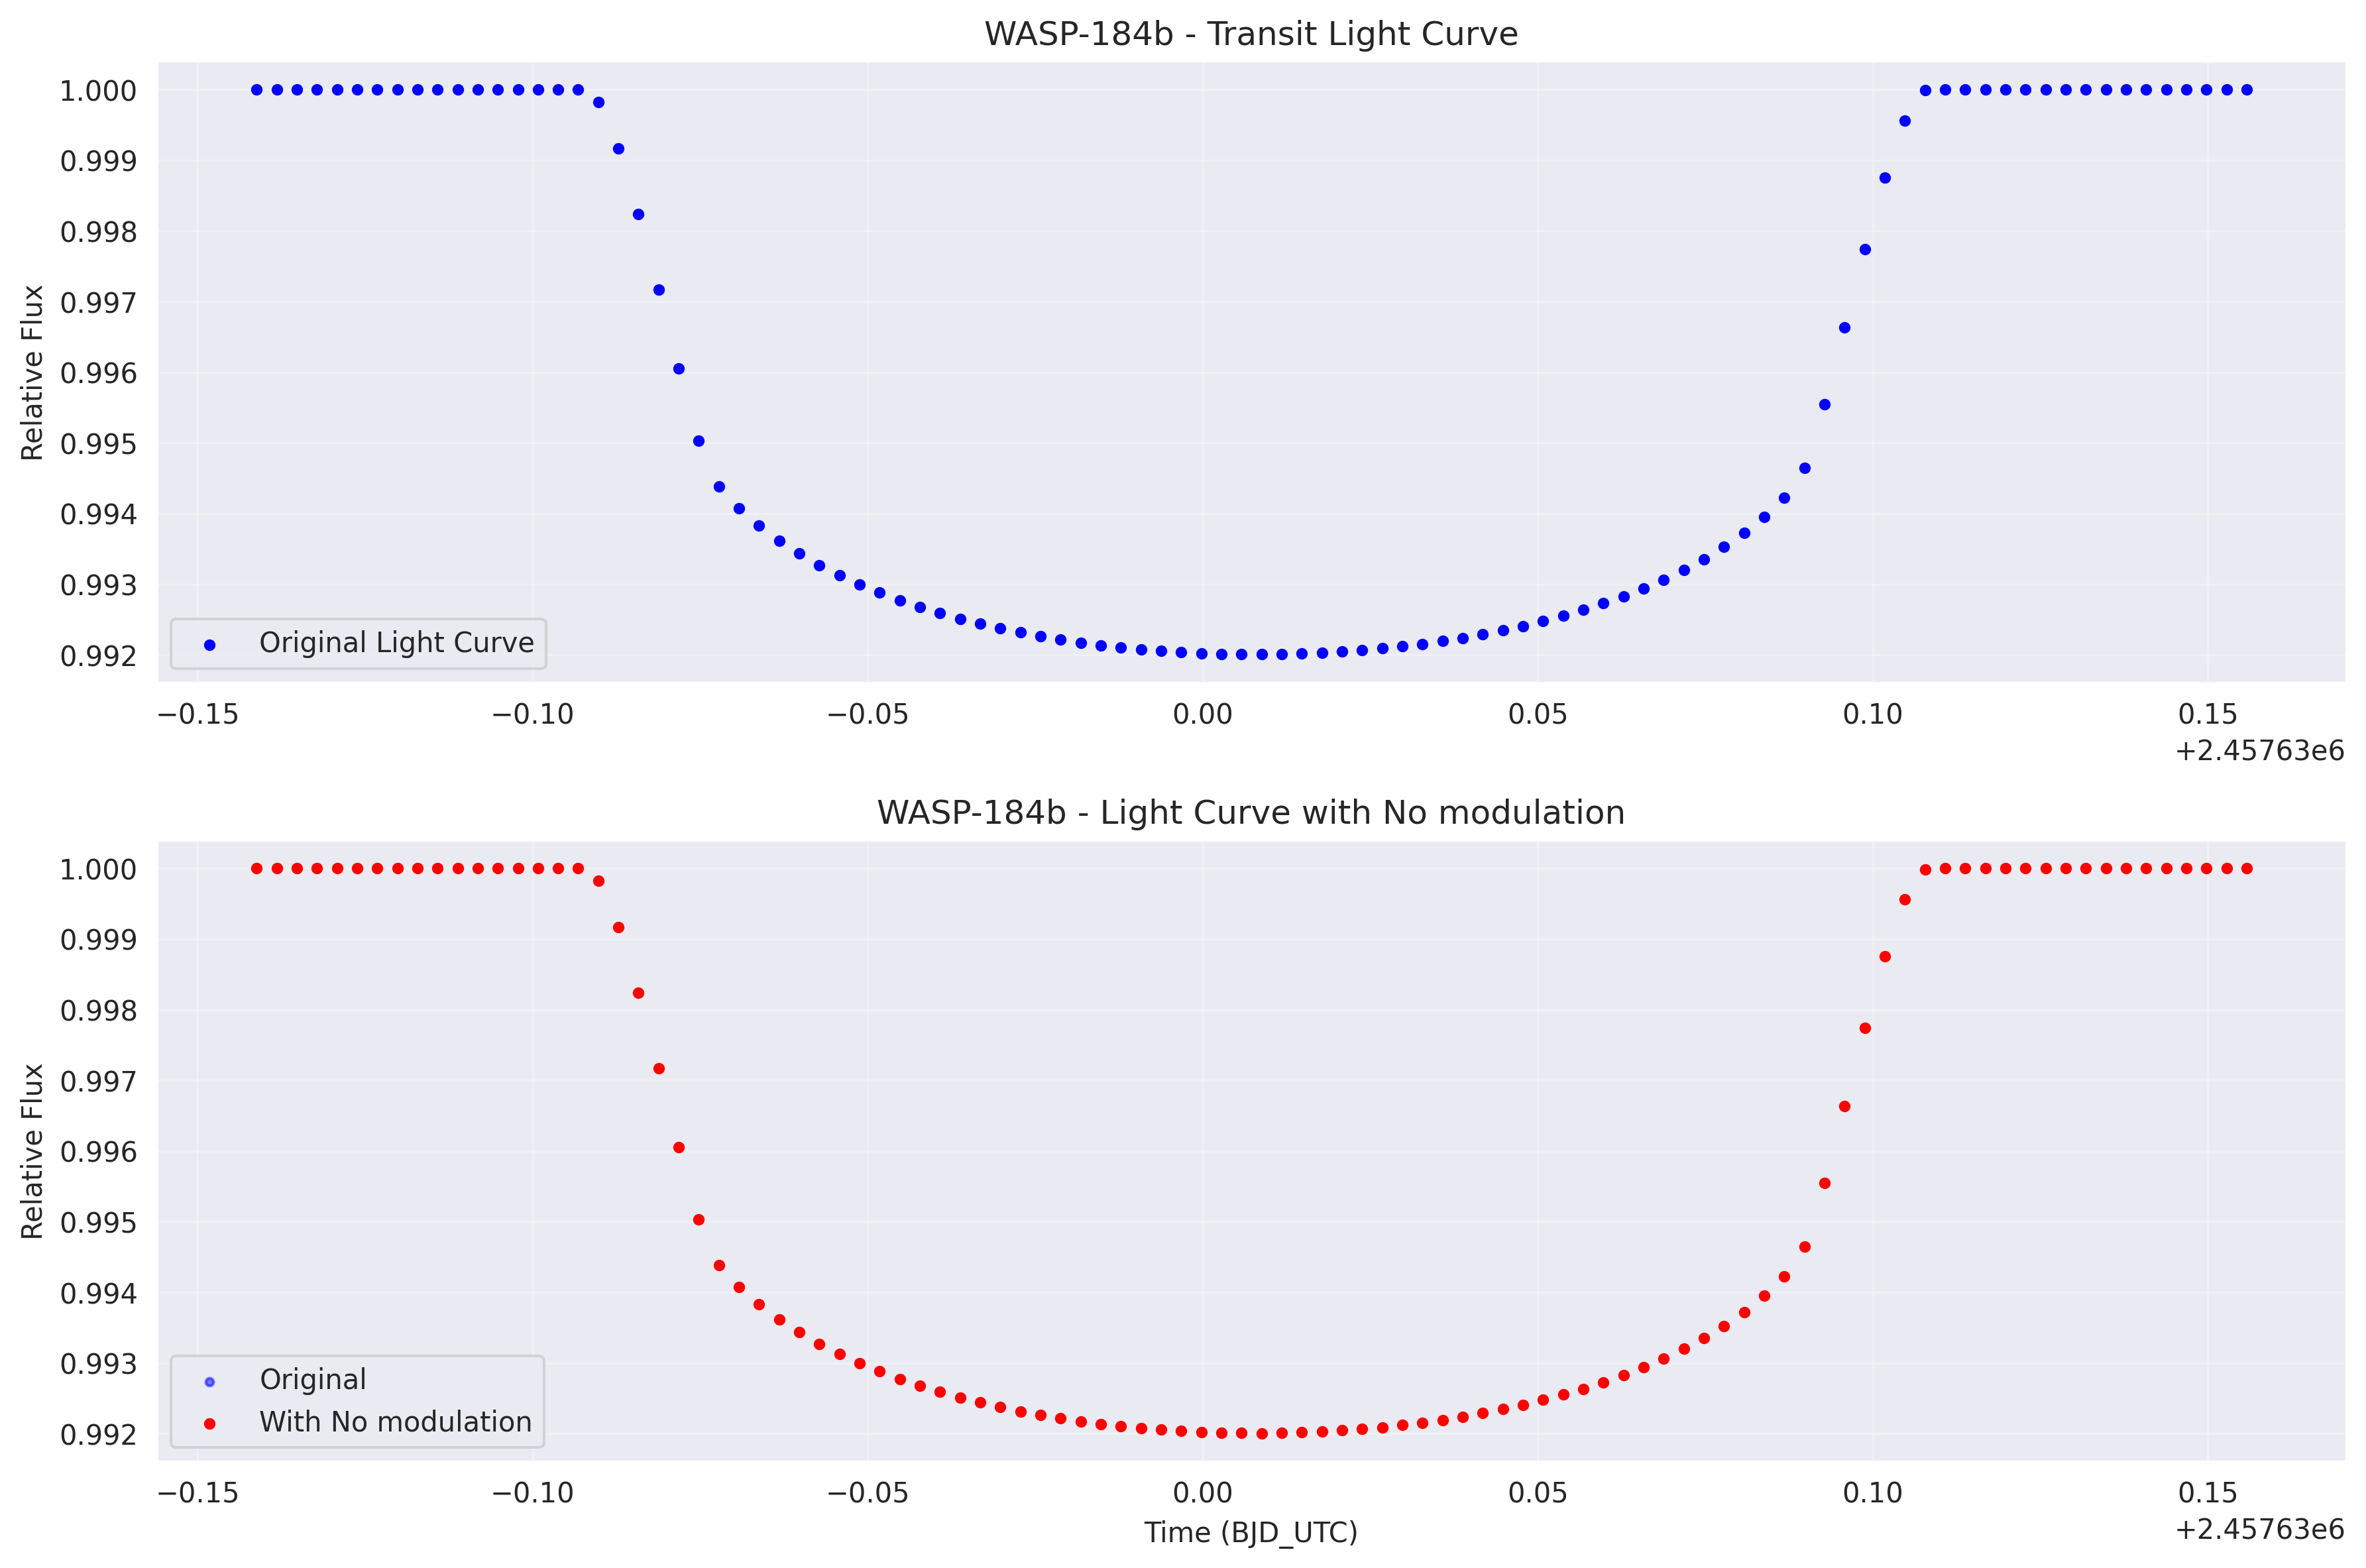 WASP-184b - Transit Light Curve
Relative Flux
1.000
0.999
0.998
0.997
0.996
0.995
0.994
0.993
0.992
Original Light Curve
−0.15 −0.10 −0.05 0.00 0.05 0.10 0.15
+2.45763e6
WASP-184b - Light Curve with No modulation
Relative Flux
1.000
0.999
0.998
0.997
0.996
0.995
0.994
0.993
0.992
Original
With No modulation
−0.15 −0.10 −0.05 0.00 0.05 0.10 0.15
Time (BJD_UTC)
+2.45763e6